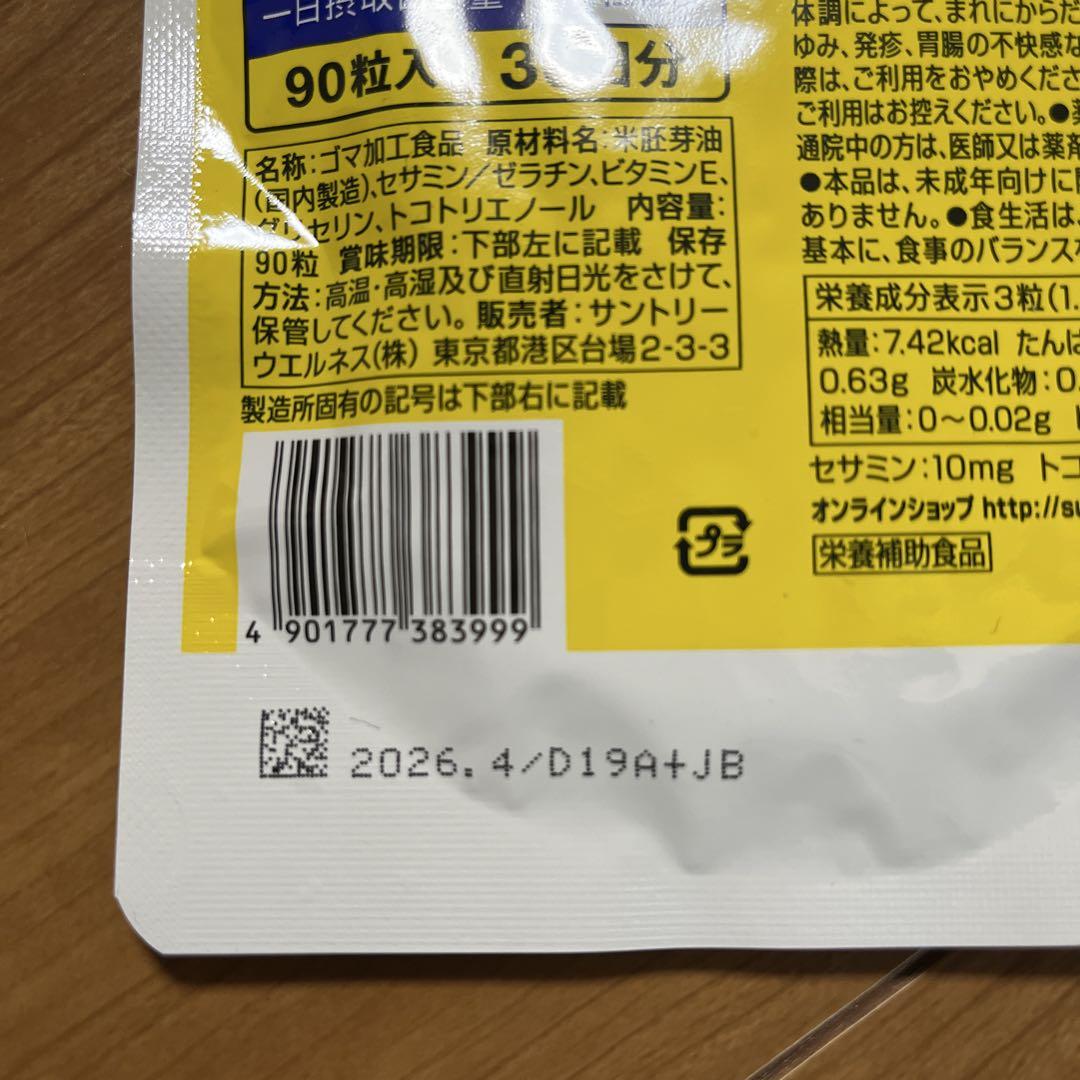 一日摂取目安量
90粒入 30日分
名称：ゴマ加工食品 原材料名：米胚芽油
(国内製造)、セサミン／ゼラチン、ビタミンE、
グリセリン、トコトリエノール 内容量：
90粒 賞味期限：下部左に記載 保存
方法：高温・高湿及び直射日光をさけて、
保管してください。 販売者：サントリー
ウエルネス(株) 東京都港区台場2-3-3
製造所固有の記号は下部右に記載
4 901777 383999
2026.4/D19A+JB
体調によって、まれにからだ
ゆみ、発疹、胃腸の不快感な
際は、ご利用をおやめくださ
ご利用はお控えください。●薬
通院中の方は、医師又は薬剤
●本品は、未成年向けに
ありません。●食生活は、
基本に、食事のバランス
栄養成分表示3粒(1.
熱量：7.42kcal たんぱ
0.63g 炭水化物：0.
相当量：0～0.02g
セサミン：10mg トコ
オンラインショップ http://su
プラ
栄養補助食品